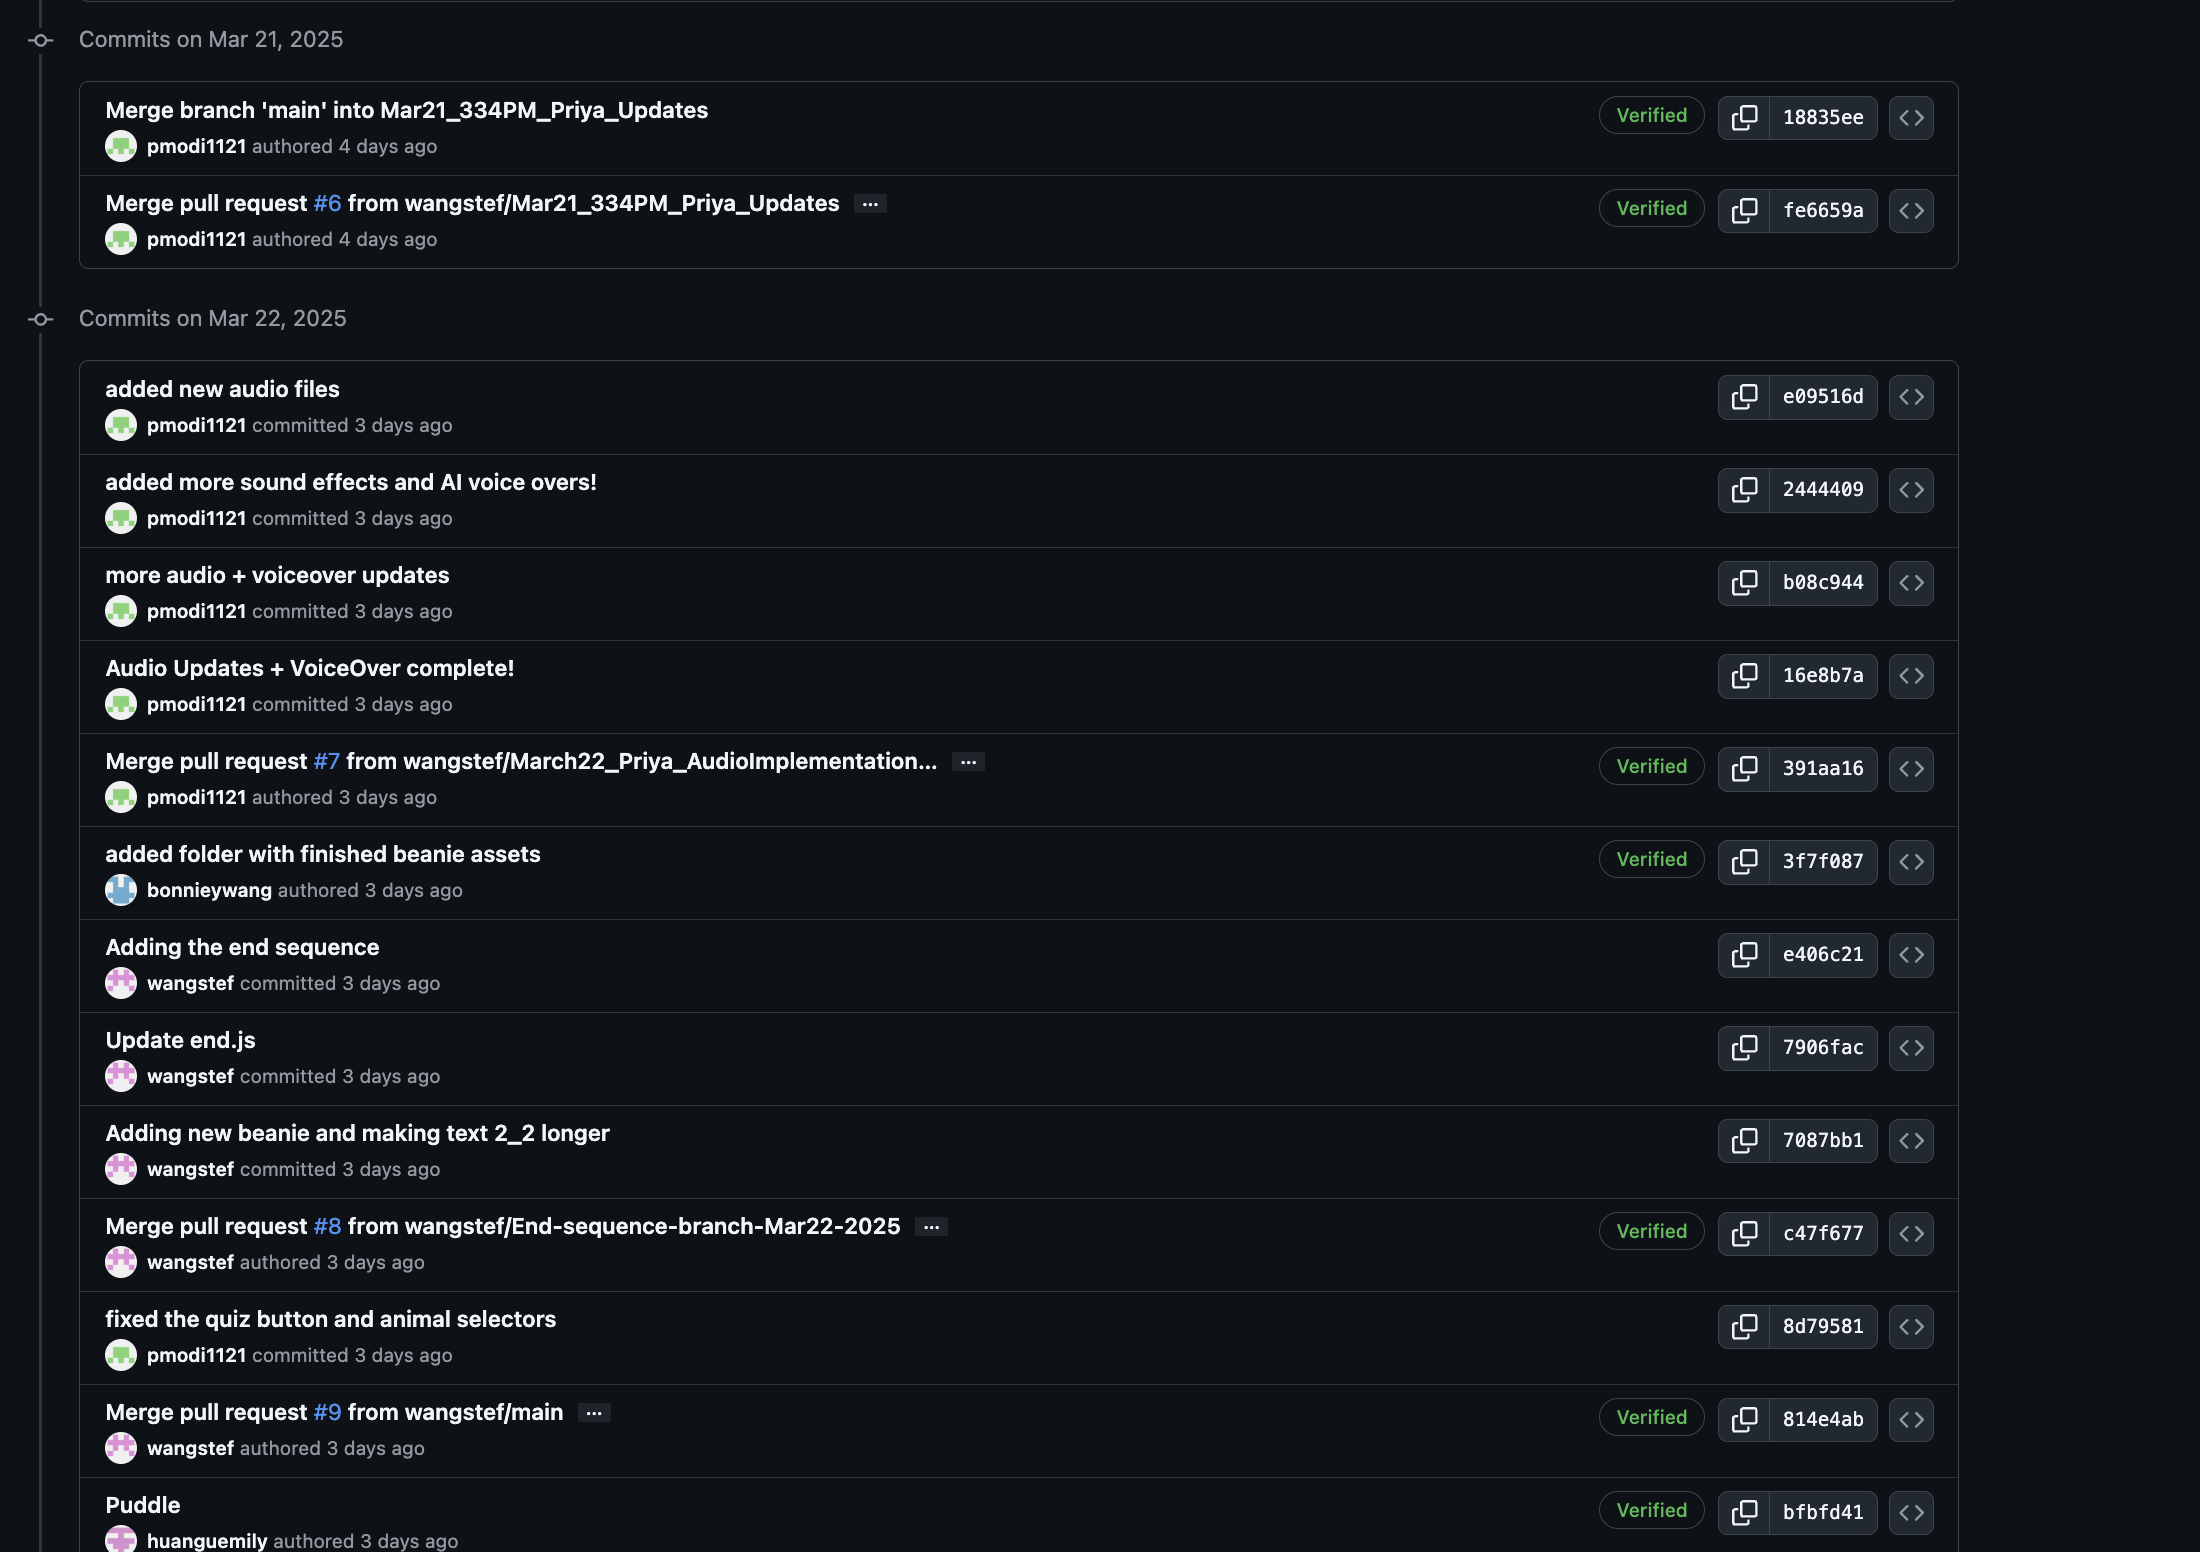 Commits on Mar 21, 2025
Merge branch 'main' into Mar21_334PM_Priya_Updates
pmodi1121 authored 4 days ago
Verified
18835ee
Merge pull request #6 from wangstef/Mar21_334PM_Priya_Updates ...
pmodi1121 authored 4 days ago
Verified
fe6659a
Commits on Mar 22, 2025
added new audio files
pmodi1121 committed 3 days ago
e09516d
added more sound effects and AI voice overs!
pmodi1121 committed 3 days ago
2444409
more audio + voiceover updates
pmodi1121 committed 3 days ago
b08c944
Audio Updates + VoiceOver complete!
pmodi1121 committed 3 days ago
16e8b7a
Merge pull request #7 from wangstef/March22_Priya_AudioImplementation... ...
pmodi1121 authored 3 days ago
Verified
391aa16
added folder with finished beanie assets
bonnieywang authored 3 days ago
Verified
3f7f087
Adding the end sequence
wangstef committed 3 days ago
e406c21
Update end.js
wangstef committed 3 days ago
7906fac
Adding new beanie and making text 2_2 longer
wangstef committed 3 days ago
7087bb1
Merge pull request #8 from wangstef/End-sequence-branch-Mar22-2025 ...
wangstef authored 3 days ago
Verified
c47f677
fixed the quiz button and animal selectors
pmodi1121 committed 3 days ago
8d79581
Merge pull request #9 from wangstef/main ...
wangstef authored 3 days ago
Verified
814e4ab
Puddle
huanguemily authored 3 days ago
Verified
bfbfd41